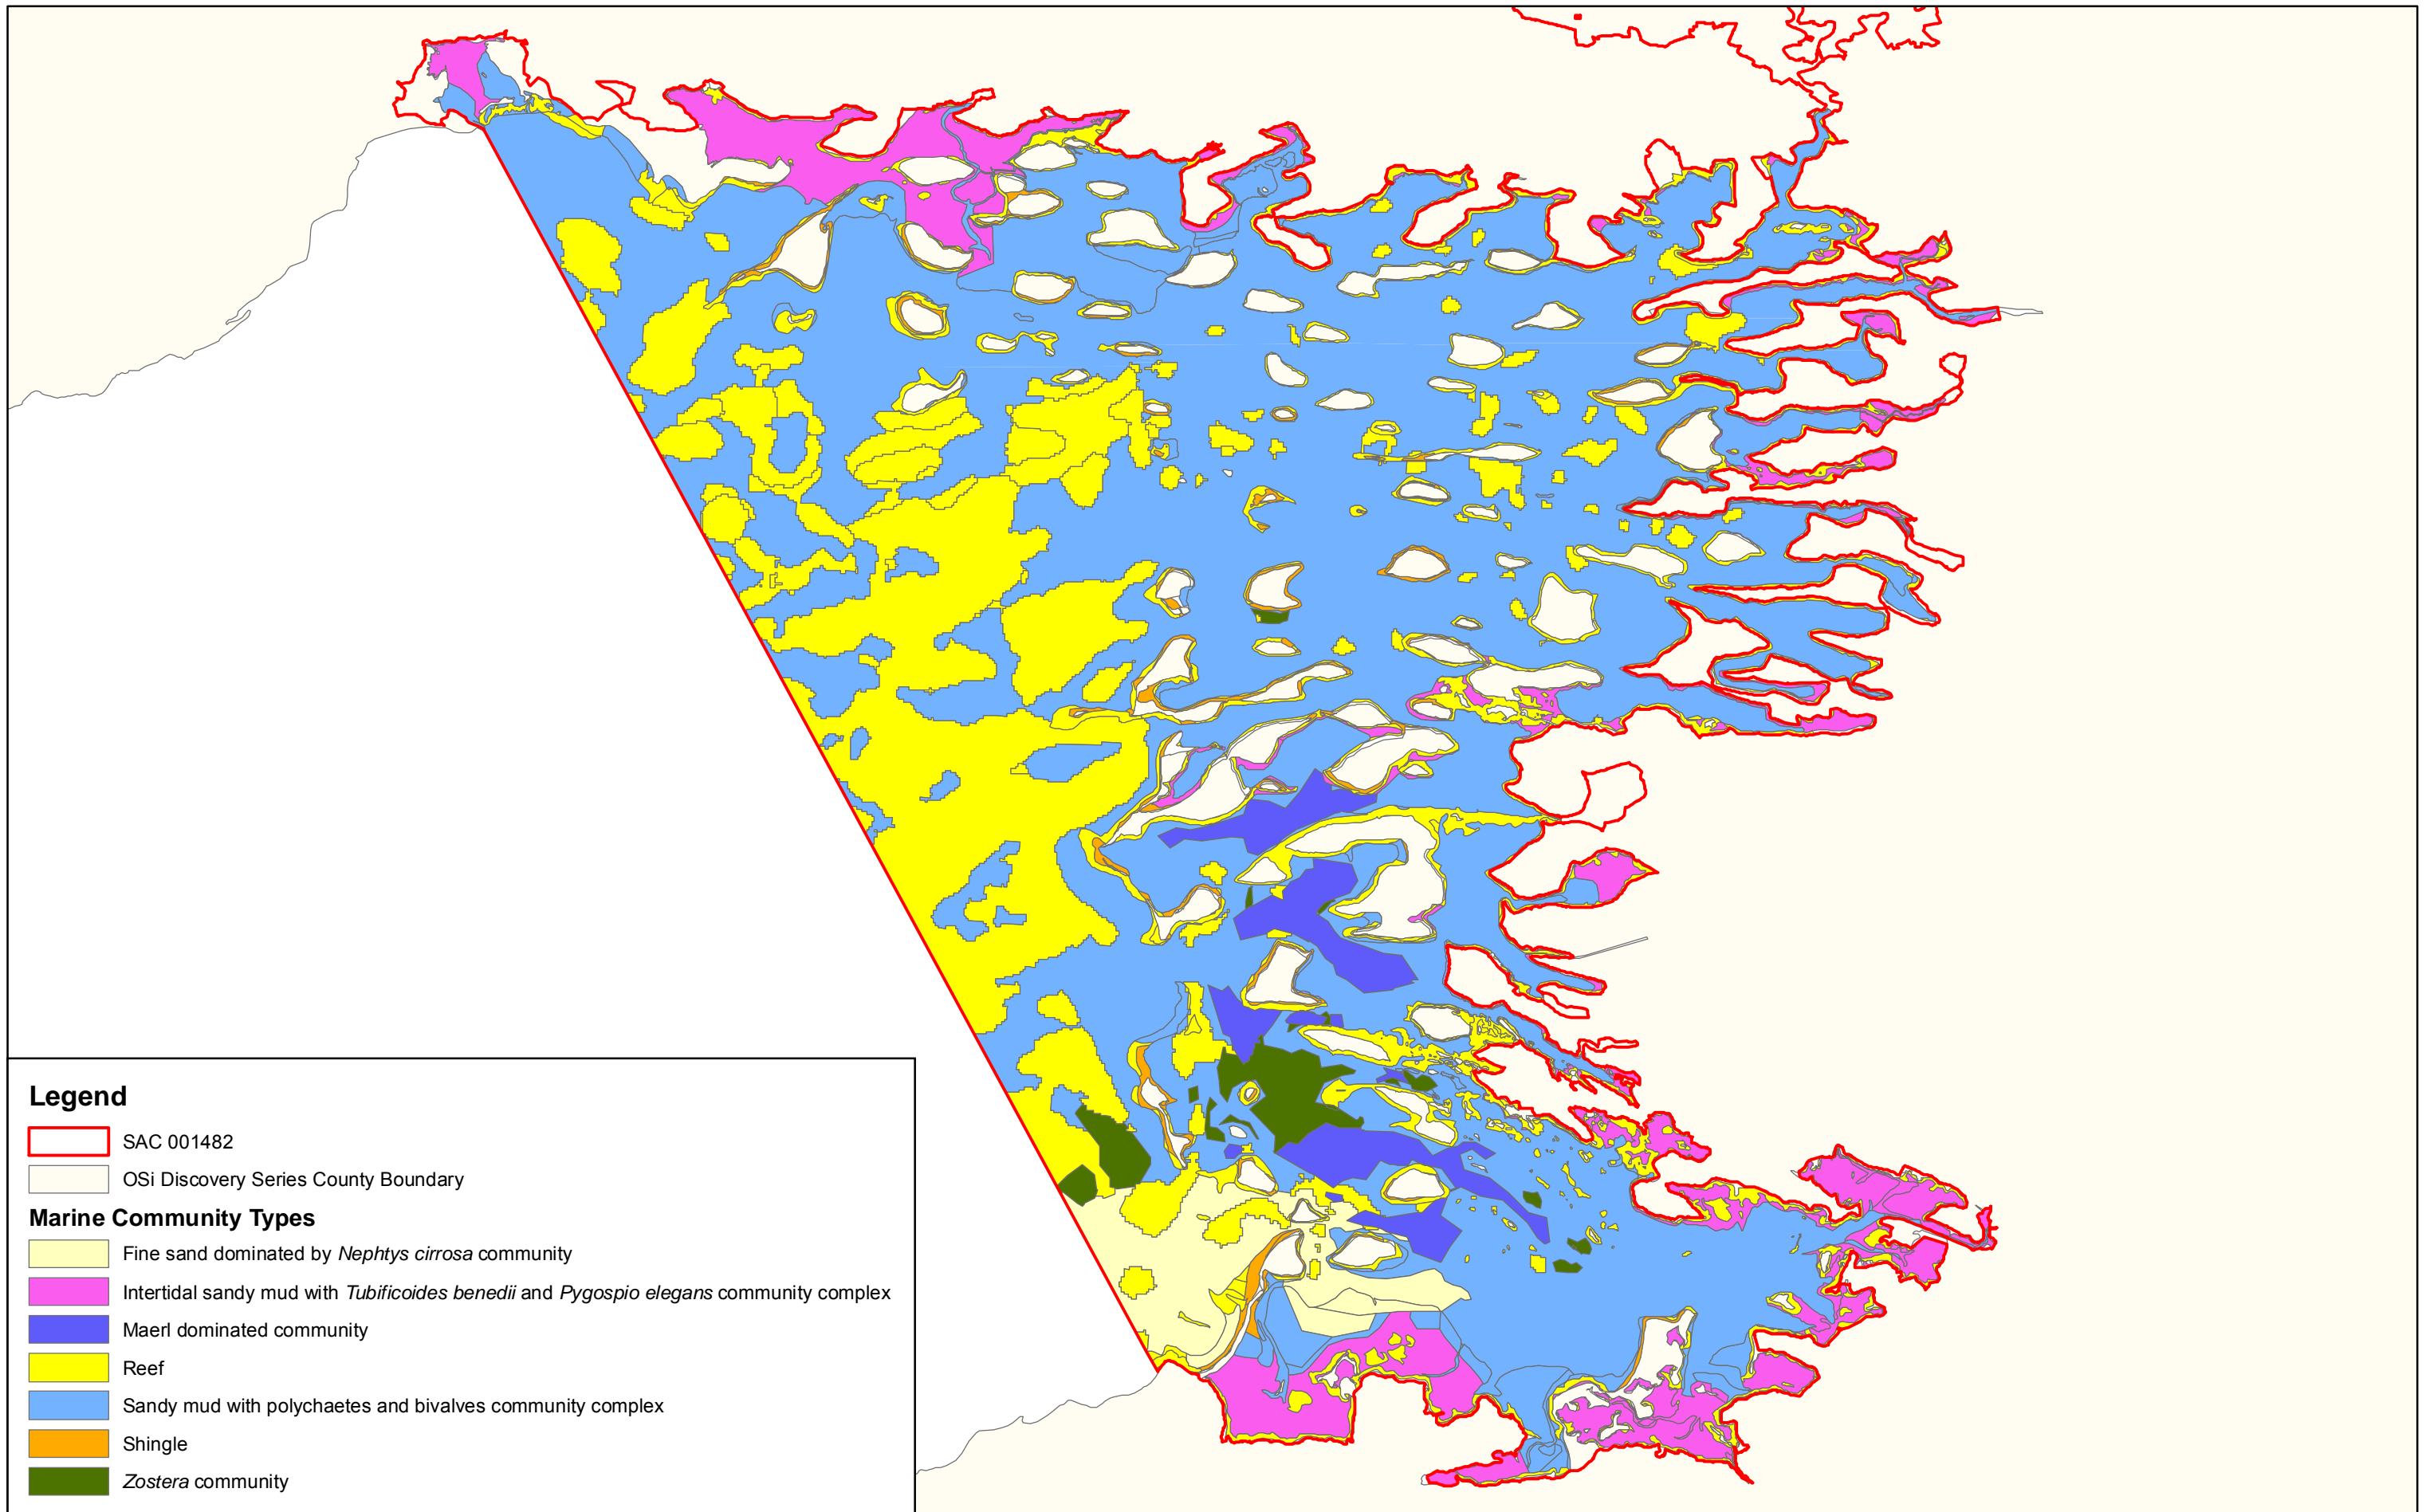 Legend
SAC 001482
OSi Discovery Series County Boundary
Marine Community Types
Fine sand dominated by Nephtys cirrosa community
Intertidal sandy mud with Tubificoides benedii and Pygospio elegans community complex
Maerl dominated community
Reef
Sandy mud with polychaetes and bivalves community complex
Shingle
Zostera community